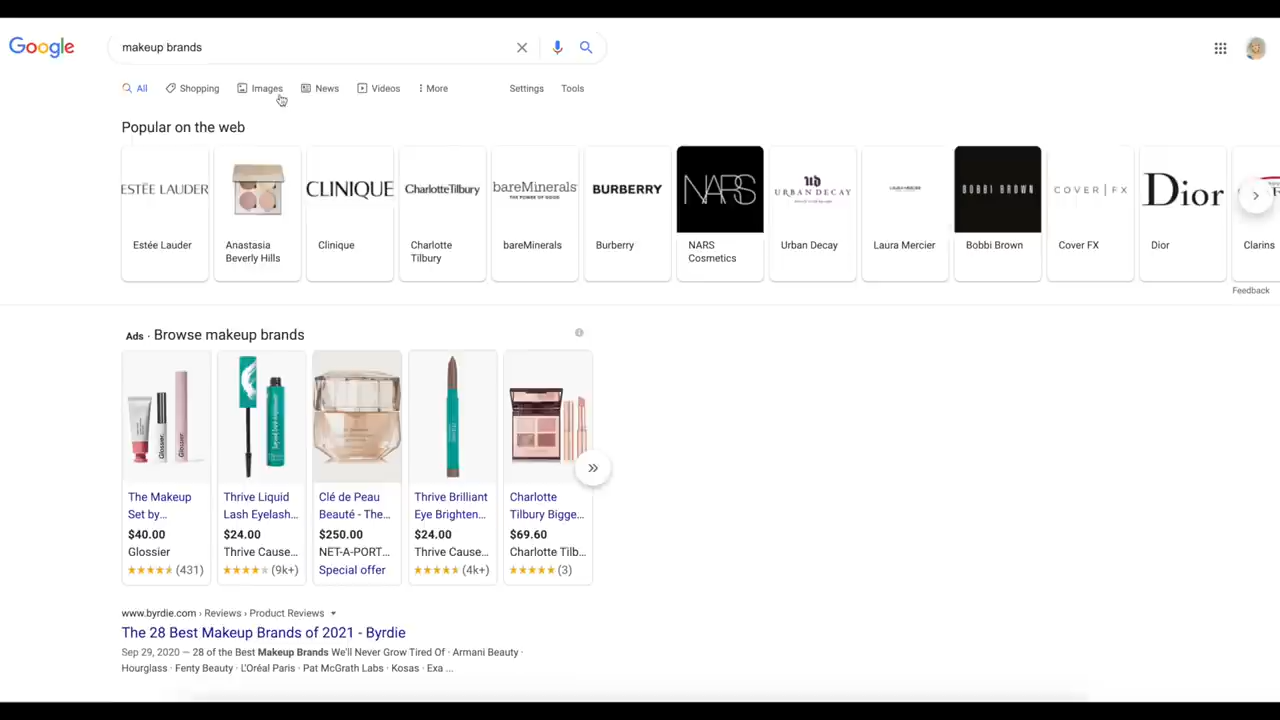 Google
makeup brands
All Shopping Images News Videos More Settings Tools
Popular on the web
ESTĒE LAUDER
CLINIQUE
CharlotteTilbury
bareMinerals
THE POWER OF GOOD
BURBERRY
NARS
UD
URBAN DECAY
BOBBI BROWN
COVER | FX
Dior
Estée Lauder
Anastasia
Beverly Hills
Clinique
Charlotte
Tilbury
bareMinerals
Burberry
NARS
Cosmetics
Urban Decay
Laura Mercier
Bobbi Brown
Cover FX
Dior
Clarins
Feedback
Ads · Browse makeup brands
Glossier
Glossier
The Makeup
Set by...
$40.00
Glossier
(431)
Thrive Liquid
Lash Eyelash...
$24.00
Thrive Cause...
(9k+)
Clé de Peau
Beauté - The...
$250.00
NET-A-PORT...
Special offer
Thrive Brilliant
Eye Brighten...
$24.00
Thrive Cause...
(4k+)
Charlotte
Tilbury Bigge...
$69.60
Charlotte Tilb...
(3)
www.byrdie.com › Reviews › Product Reviews
The 28 Best Makeup Brands of 2021 - Byrdie
Sep 29, 2020 — 28 of the Best Makeup Brands We'll Never Grow Tired Of · Armani Beauty ·
Hourglass · Fenty Beauty · L'Oréal Paris · Pat McGrath Labs · Kosas · Exa ...